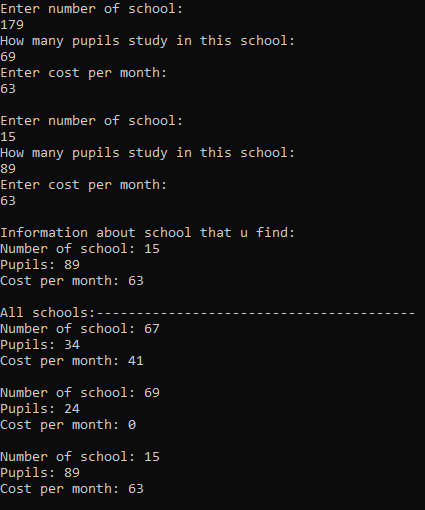 Enter number of school:
179
How many pupils study in this school:
69
Enter cost per month:
63
Enter number of school:
15
How many pupils study in this school:
89
Enter cost per month:
63
Information about school that u find:
Number of school: 15
Pupils: 89
Cost per month: 63
All schools:----------------------------------------
Number of school: 67
Pupils: 34
Cost per month: 41
Number of school: 69
Pupils: 24
Cost per month: 0
Number of school: 15
Pupils: 89
Cost per month: 63